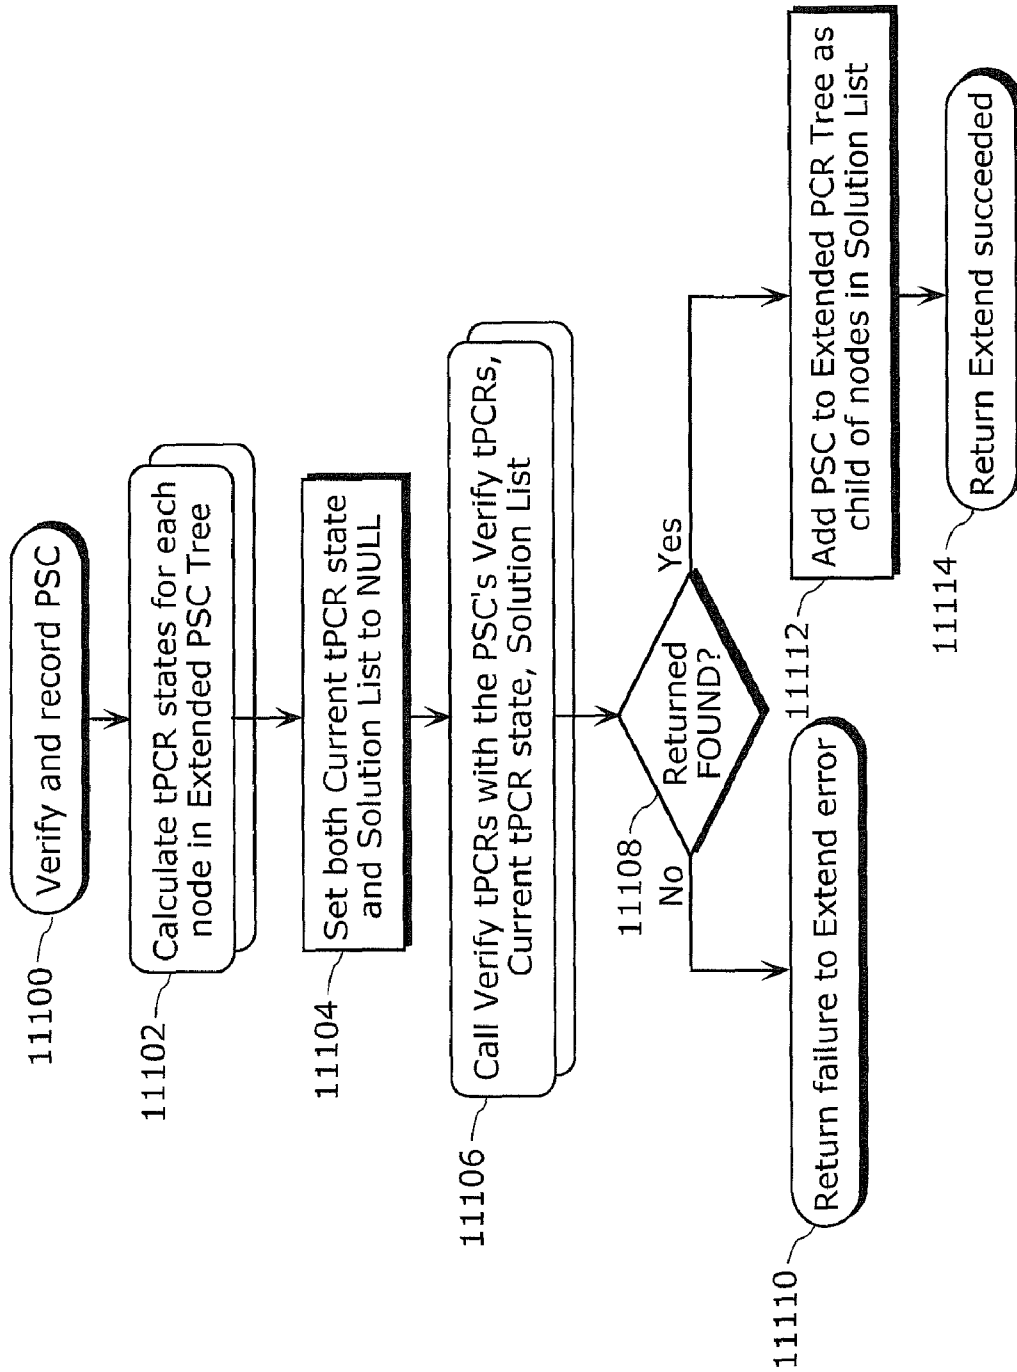 11100
Verify and record PSC
11102
Calculate tPCR states for each
node in Extended PSC Tree
11104
Set both Current tPCR state
and Solution List to NULL
11106
Call Verify tPCRs with the PSC's Verify tPCRs,
Current tPCR state, Solution List
11108
Returned
FOUND?
No
Yes
11110
Return failure to Extend error
11112
Add PSC to Extended PCR Tree as
child of nodes in Solution List
11114
Return Extend succeeded